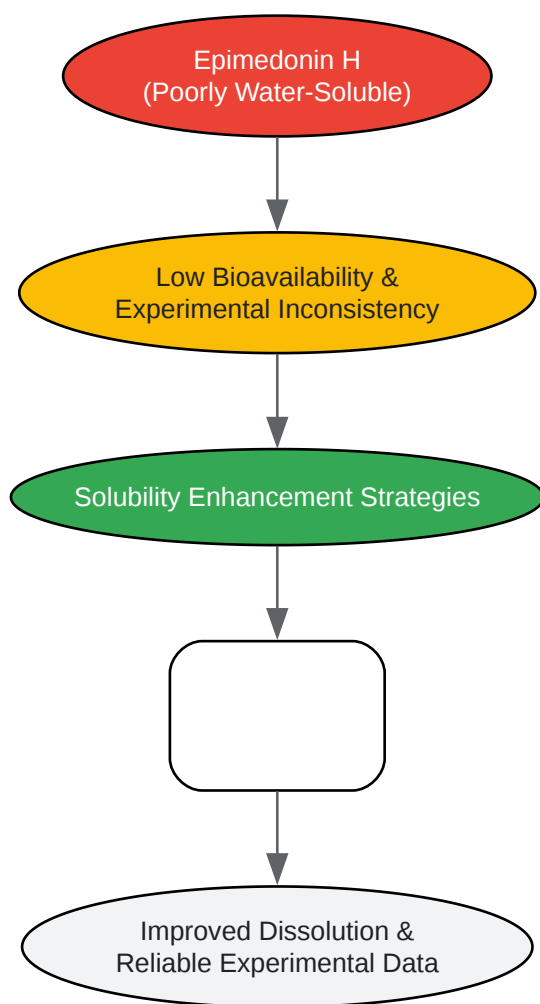 Epimedonin H
(Poorly Water-Soluble)
Low Bioavailability &
Experimental Inconsistency
Solubility Enhancement Strategies
Improved Dissolution &
Reliable Experimental Data